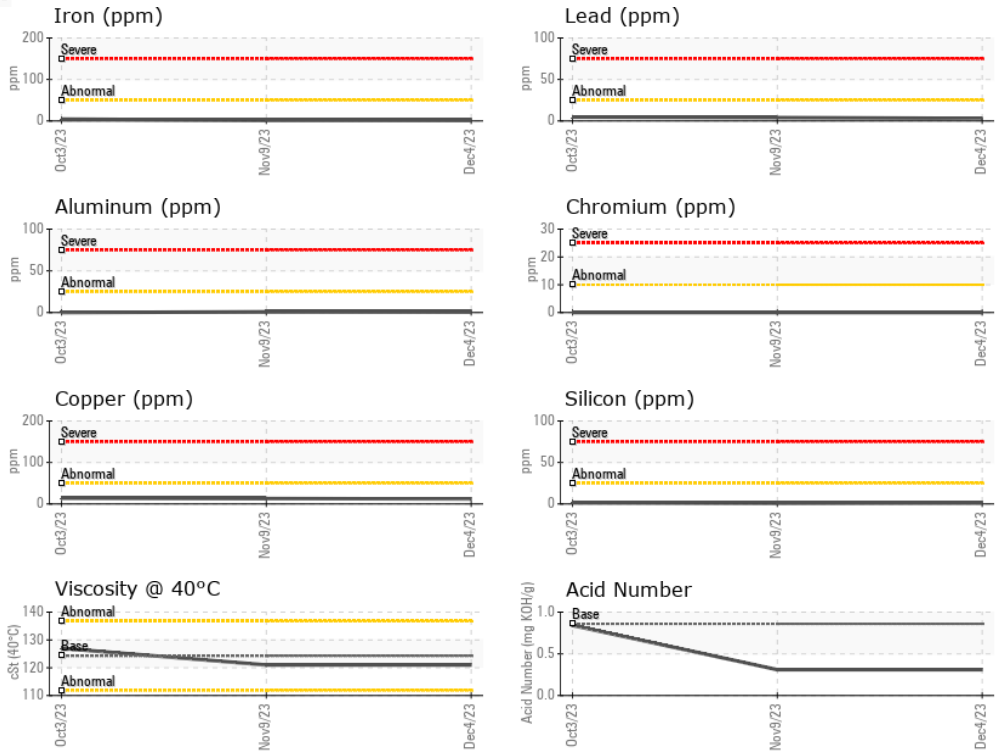 Iron (ppm)
200
100
0
ppm
Severe
Abnormal
Oct3/23
Nov9/23
Dec4/23
Lead (ppm)
100
50
0
ppm
Severe
Abnormal
Oct3/23
Nov9/23
Dec4/23
Aluminum (ppm)
100
50
0
ppm
Severe
Abnormal
Oct3/23
Nov9/23
Dec4/23
Chromium (ppm)
30
20
10
0
ppm
Severe
Abnormal
Oct3/23
Nov9/23
Dec4/23
Copper (ppm)
200
100
0
ppm
Severe
Abnormal
Oct3/23
Nov9/23
Dec4/23
Silicon (ppm)
100
50
0
ppm
Severe
Abnormal
Oct3/23
Nov9/23
Dec4/23
Viscosity @ 40°C
140
130
120
110
cSt (40°C)
Abnormal
Base
Abnormal
Oct3/23
Nov9/23
Dec4/23
Acid Number
1.0
0.5
0.0
Acid Number (mg KOH/g)
Base
Oct3/23
Nov9/23
Dec4/23